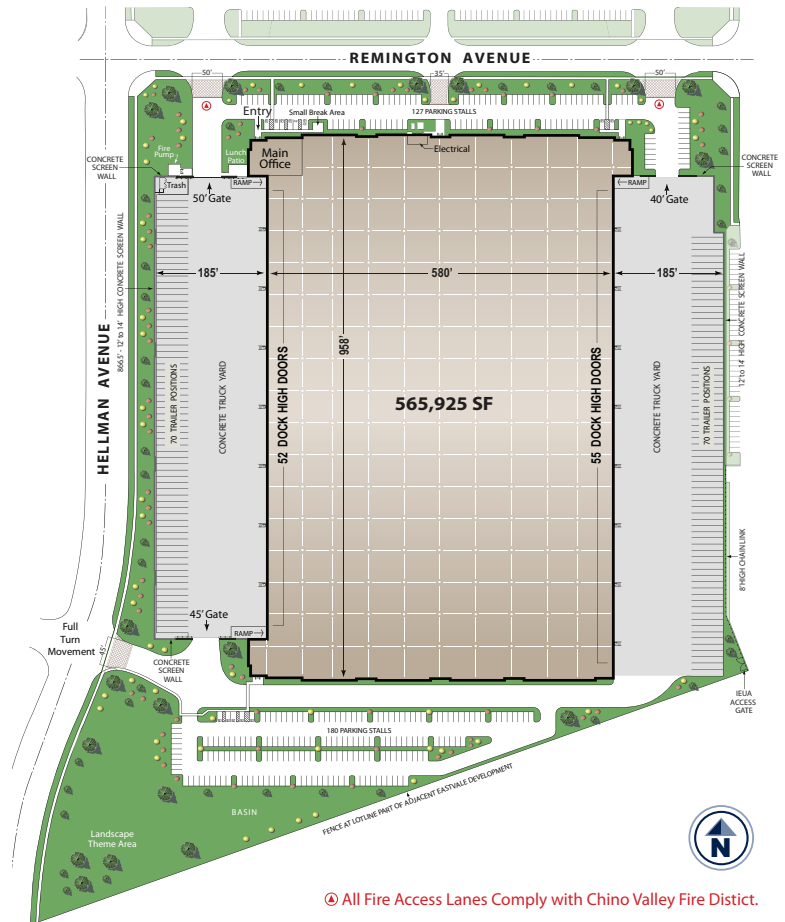 REMINGTON AVENUE
50'
35'
50'
Entry
Small Break Area
127 PARKING STALLS
Electrical
Fire
Pump
Lunch
Patio
Main
Office
CONCRETE
SCREEN
WALL
Trash
50' Gate
RAMP
RAMP
40' Gate
CONCRETE
SCREEN
WALL
185'
580'
185'
866.5' - 12' to 14' HIGH CONCRETE SCREEN WALL
HELLMAN AVENUE
70 TRAILER POSITIONS
CONCRETE TRUCK YARD
52 DOCK HIGH DOORS
958'
565,925 SF
55 DOCK HIGH DOORS
CONCRETE TRUCK YARD
70 TRAILER POSITIONS
12' to 14' HIGH CONCRETE SCREEN WALL
8' HIGH CHAIN LINK
45' Gate
RAMP
Full
Turn
Movement
45'
CONCRETE
SCREEN
WALL
IEUA
ACCESS
GATE
180 PARKING STALLS
FENCE AT LOTLINE PART OF ADJACENT EASTVALE DEVELOPMENT
BASIN
Landscape
Theme Area
N
All Fire Access Lanes Comply with Chino Valley Fire Distict.